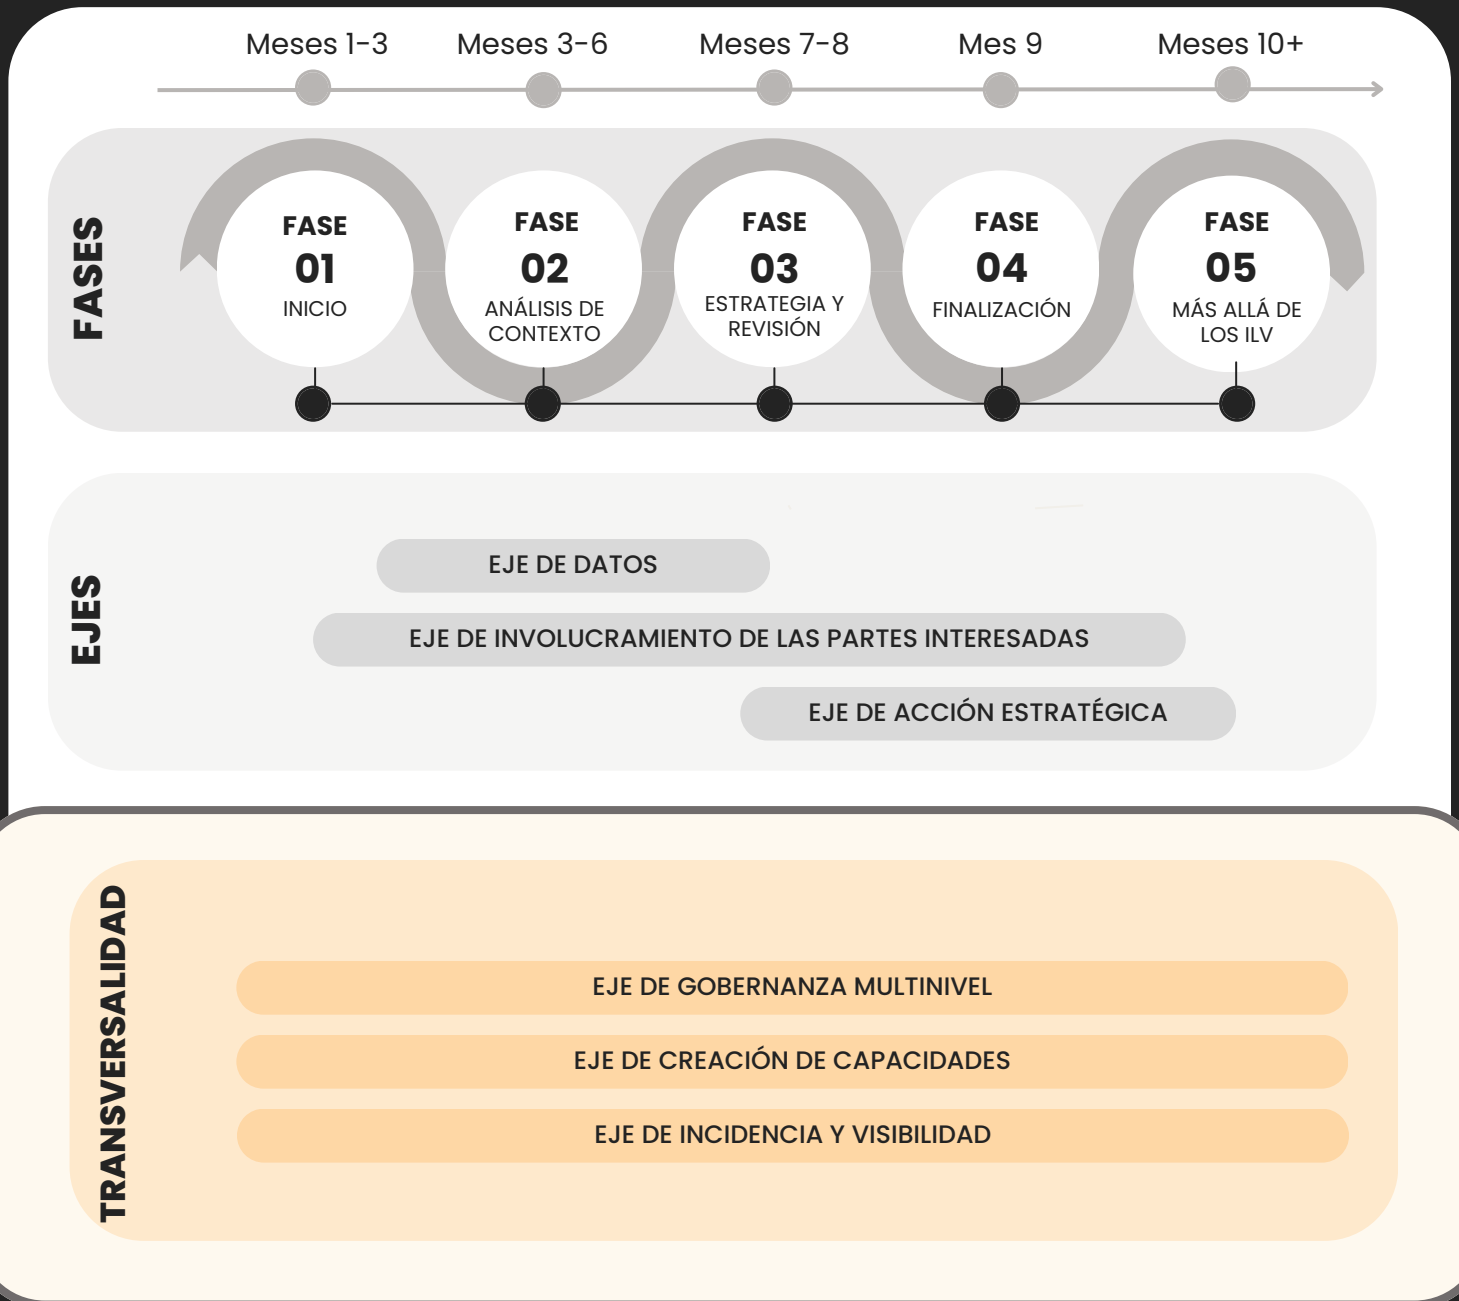 Meses 1-3
Meses 3-6
Meses 7-8
Mes 9
Meses 10+
FASES
FASE
01
INICIO
FASE
02
ANÁLISIS DE
CONTEXTO
FASE
03
ESTRATEGIA Y
REVISIÓN
FASE
04
FINALIZACIÓN
FASE
05
MÁS ALLÁ DE
LOS ILV
EJES
EJE DE DATOS
EJE DE INVOLUCRAMIENTO DE LAS PARTES INTERESADAS
EJE DE ACCIÓN ESTRATÉGICA
TRANSVERSALIDAD
EJE DE GOBERNANZA MULTINIVEL
EJE DE CREACIÓN DE CAPACIDADES
EJE DE INCIDENCIA Y VISIBILIDAD